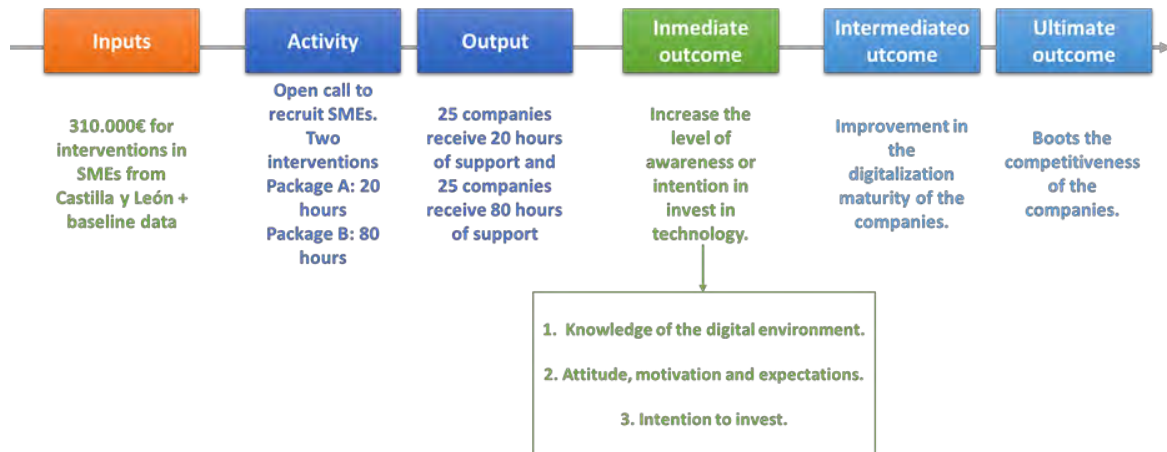 Inputs
Activity
Output
Inmediate
outcome
Intermediateo
utcome
Ultimate
outcome
310.000€ for
interventions in
SMEs from
Castilla y León +
baseline data
Open call to
recruit SMEs.
Two
interventions
Package A: 20
hours
Package B: 80
hours
25 companies
receive 20 hours
of support and
25 companies
receive 80 hours
of support
Increase the
level of
awareness or
intention in
invest in
technology.
Improvement in
the
digitalization
maturity of the
companies.
Boots the
competitiveness
of the
companies.
1. Knowledge of the digital environment.
2. Attitude, motivation and expectations.
3. Intention to invest.